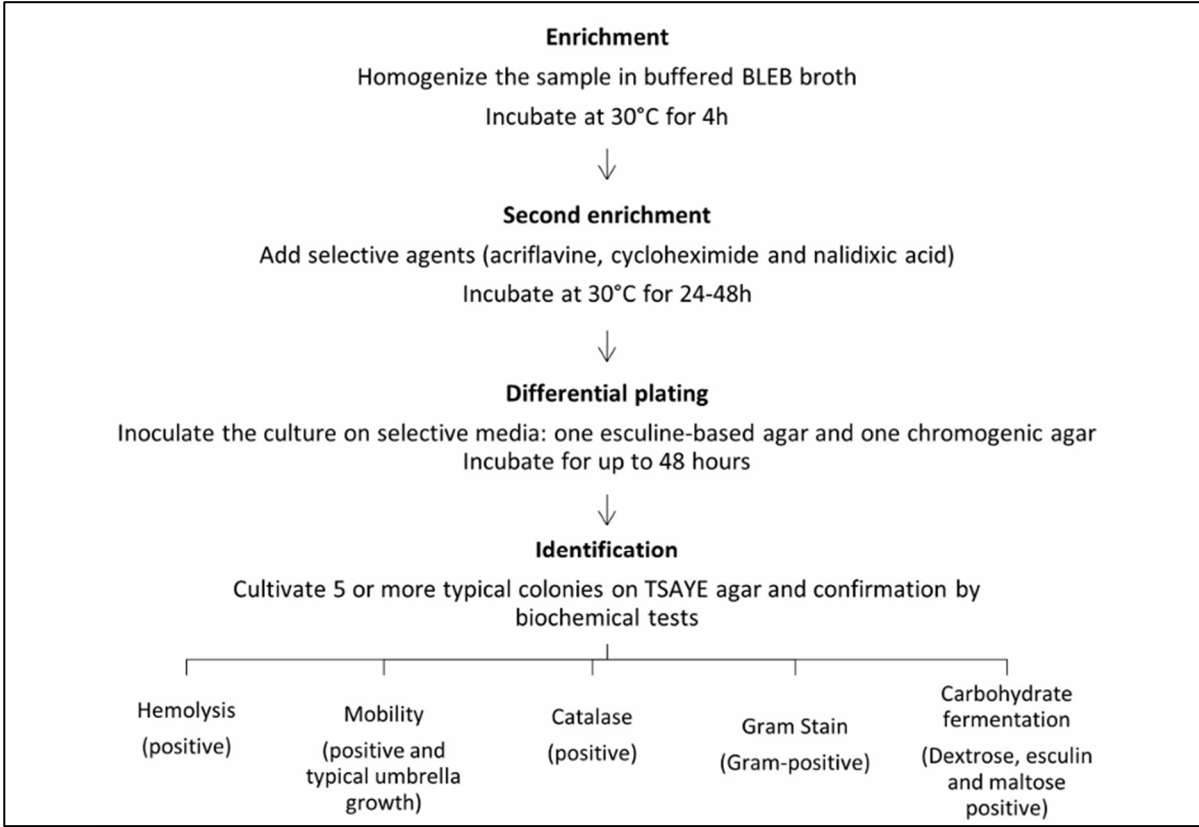 Enrichment
Homogenize the sample in buffered BLEB broth
Incubate at 30°C for 4h
Second enrichment
Add selective agents (acriflavine, cycloheximide and nalidixic acid)
Incubate at 30°C for 24-48h
Differential plating
Inoculate the culture on selective media: one esculine-based agar and one chromogenic agar
Incubate for up to 48 hours
Identification
Cultivate 5 or more typical colonies on TSAYE agar and confirmation by
biochemical tests
Hemolysis
(positive)
Mobility
(positive and
typical umbrella
growth)
Catalase
(positive)
Gram Stain
(Gram-positive)
Carbohydrate
fermentation
(Dextrose, esculin
and maltose
positive)